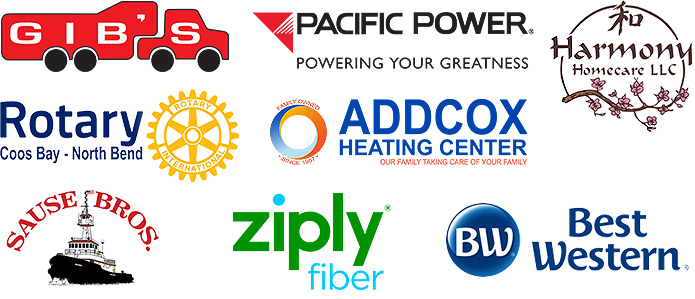 GIB'S
PACIFIC POWER®
POWERING YOUR GREATNESS
和
Harmony
Homecare LLC
Rotary
Coos Bay - North Bend
ROTARY
INTERNATIONAL
FAMILY OWNED
• SINCE 1957 •
ADDCOX
HEATING CENTER
OUR FAMILY TAKING CARE OF YOUR FAMILY
SAUSE BROS.
ziply®
fiber
BW
Best
Western®